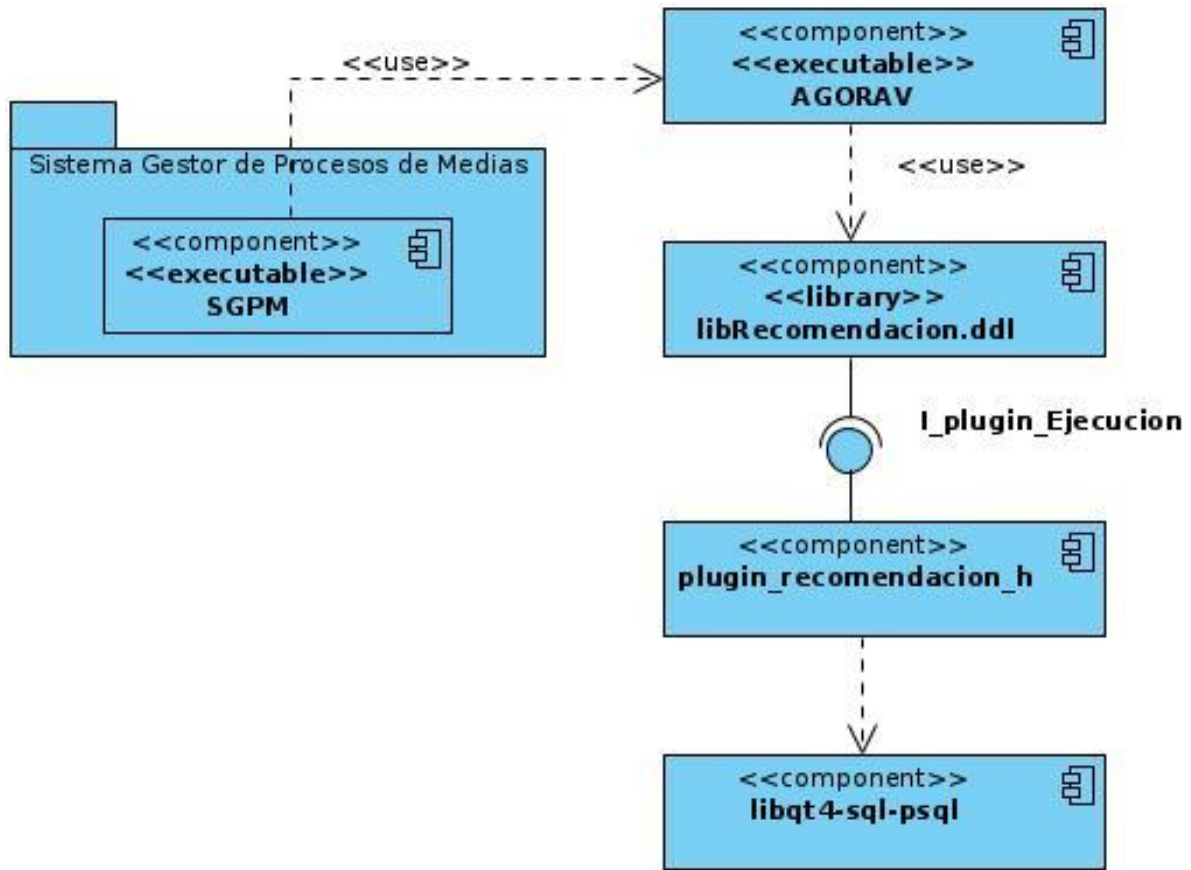 <<component>>
<<executable>>
AGORAV
<<use>>
<<use>>
Sistema Gestor de Procesos de Medias
<<component>>
<<executable>>
SGPM
<<component>>
<<library>>
libRecomendacion.ddl
I_plugin_Ejecucion
<<component>>
plugin_recomendacion_h
<<component>>
libqt4-sql-psql